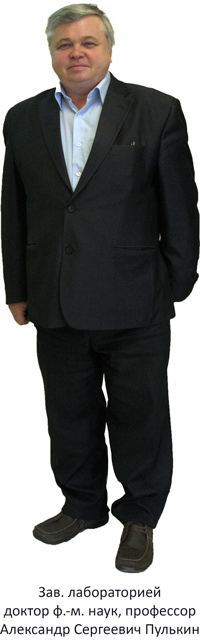 Зав. лабораторией
доктор ф.-м. наук, профессор
Александр Сергеевич Пулькин